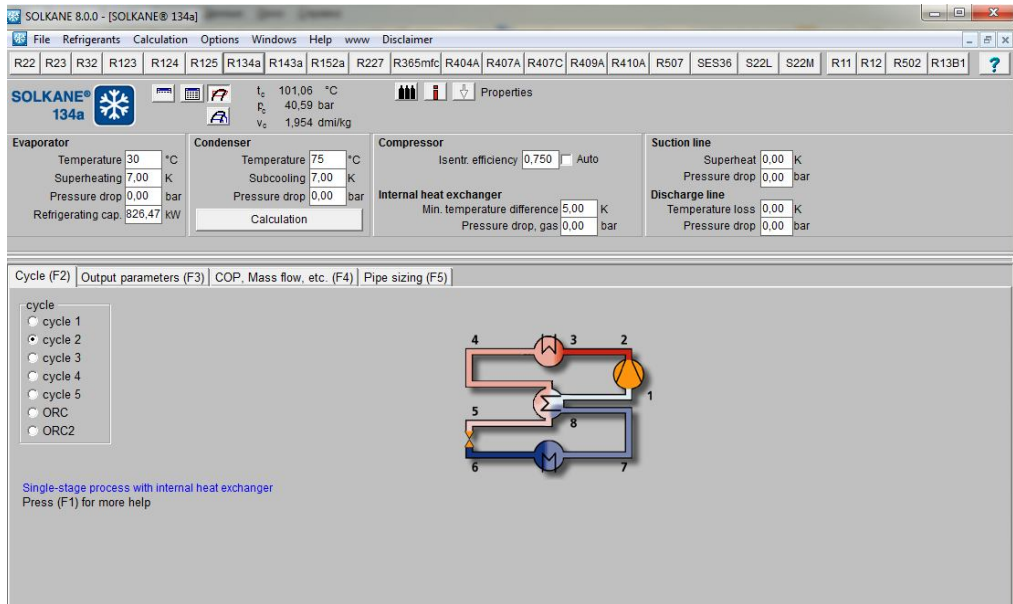 SOLKANE 8.0.0 - [SOLKANE® 134a]
File Refrigerants Calculation Options Windows Help www Disclaimer
R22 R23 R32 R123 R124 R125 R134a R143a R152a R227 R365mfc R404A R407A R407C R409A R410A R507 SES36 S22L S22M R11 R12 R502 R13B1 ?
SOLKANE®
134a
tc 101,06 °C
pc 40,59 bar
vc 1,954 dmi/kg
Properties
Evaporator
Temperature 30 °C
Superheating 7,00 K
Pressure drop 0,00 bar
Refrigerating cap. 826,47 kW
Condenser
Temperature 75 °C
Subcooling 7,00 K
Pressure drop 0,00 bar
Calculation
Compressor
Isentr. efficiency 0,750 Auto
Internal heat exchanger
Min. temperature difference 5,00 K
Pressure drop, gas 0,00 bar
Suction line
Superheat 0,00 K
Pressure drop 0,00 bar
Discharge line
Temperature loss 0,00 K
Pressure drop 0,00 bar
Cycle (F2) Output parameters (F3) COP, Mass flow, etc. (F4) Pipe sizing (F5)
cycle
cycle 1
cycle 2
cycle 3
cycle 4
cycle 5
ORC
ORC2
4 3 2
1
5
8
6 7
Single-stage process with internal heat exchanger
Press (F1) for more help